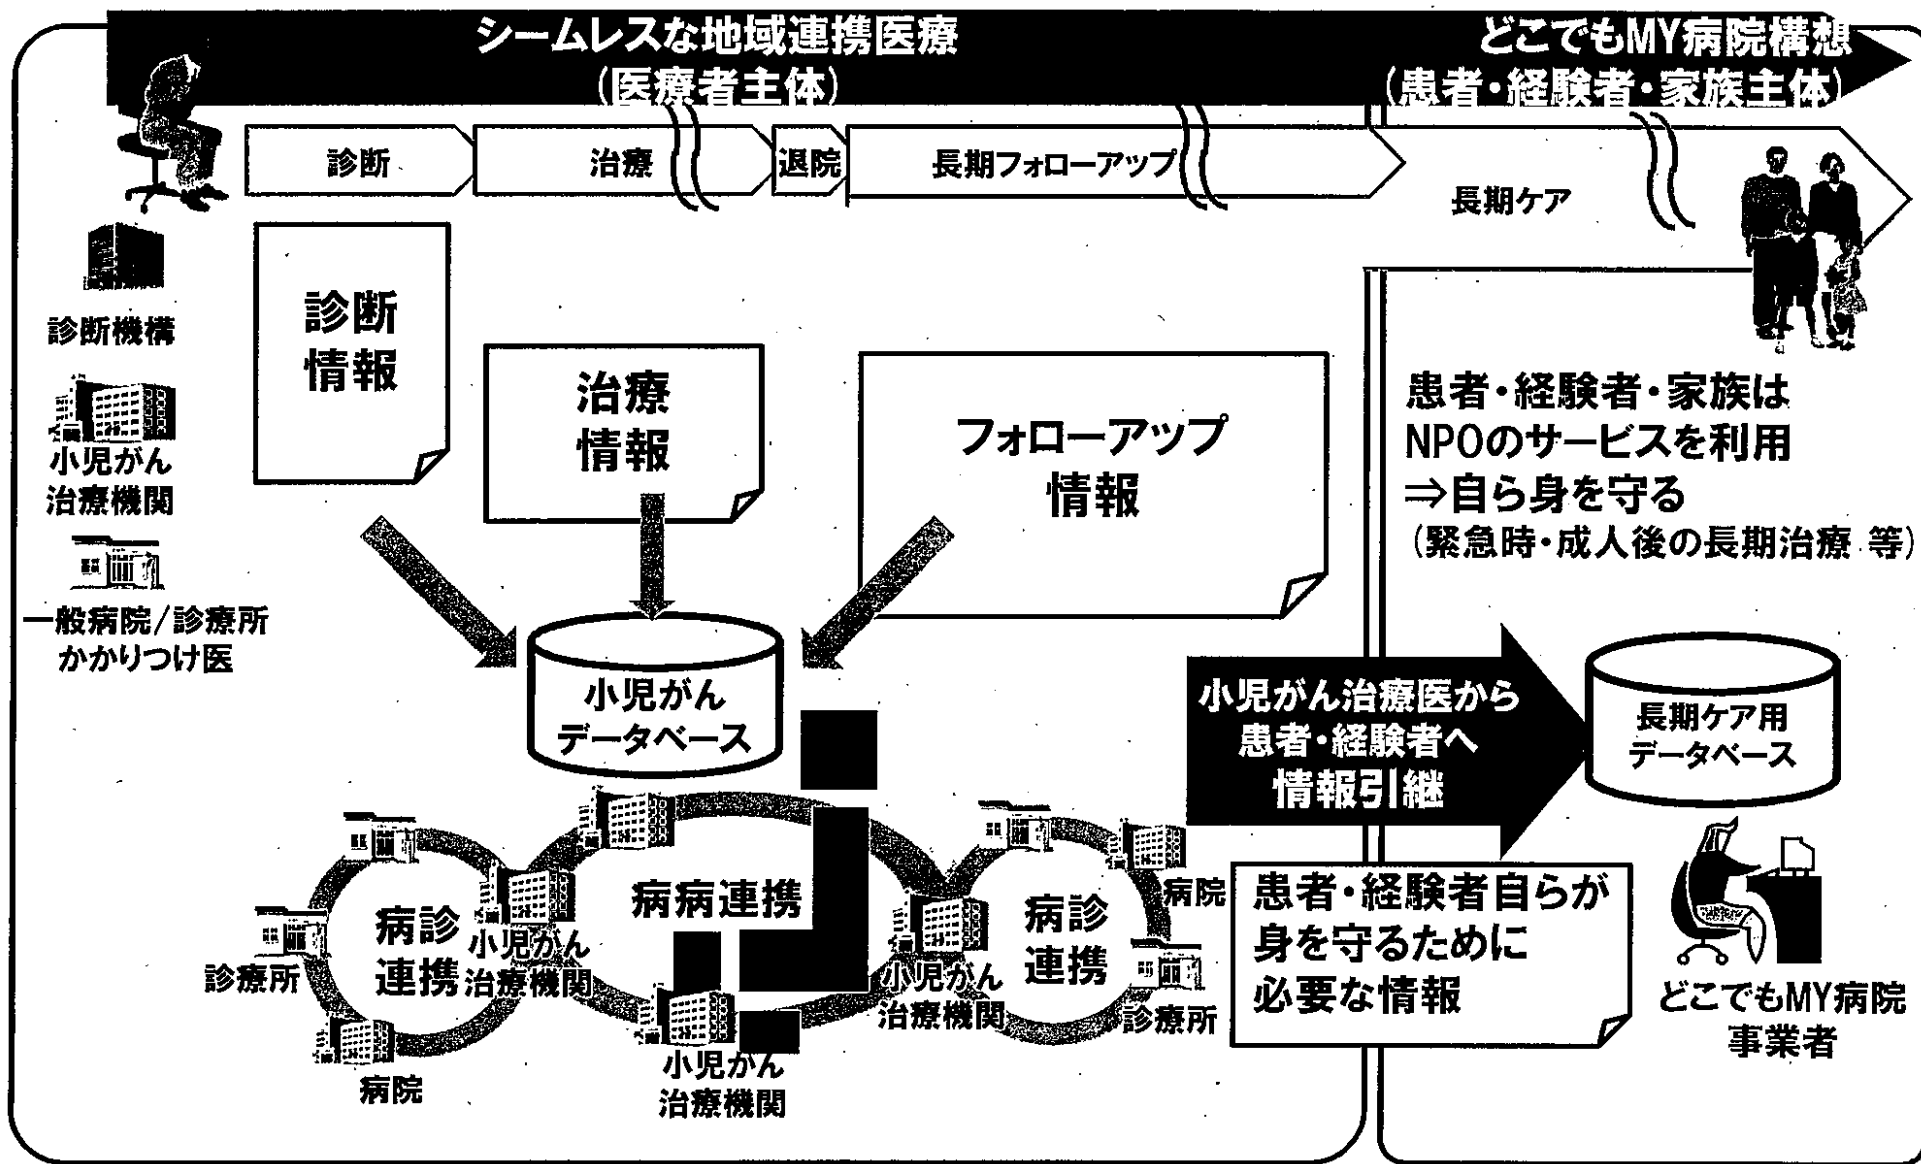 シームレスな地域連携医療
(医療者主体)
どこでもMY病院構想
(患者・経験者・家族主体)
診断
治療
退院
長期フォローアップ
長期ケア
診断機構
小児がん
治療機関
一般病院/診療所
かかりつけ医
診断
情報
治療
情報
フォローアップ
情報
患者・経験者・家族は
NPOのサービスを利用
⇒自ら身を守る
(緊急時・成人後の長期治療 等)
小児がん
データベース
小児がん治療医から
患者・経験者へ
情報引継
長期ケア用
データベース
病診
連携
診療所
病院
小児がん
治療機関
病病連携
小児がん
治療機関
小児がん
治療機関
病診
連携
病院
診療所
患者・経験者自らが
身を守るために
必要な情報
どこでもMY病院
事業者